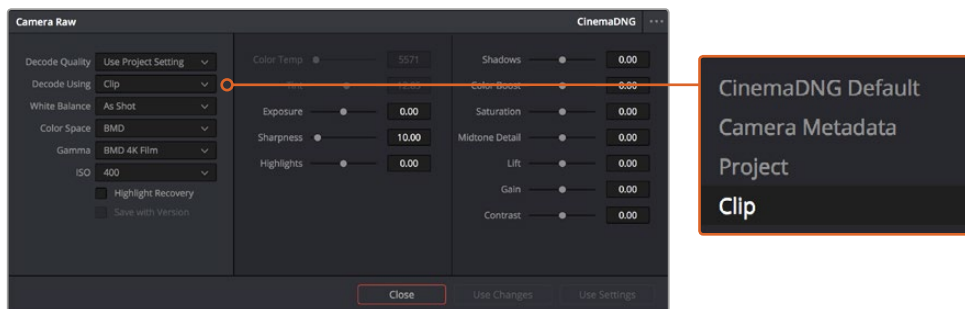 Camera Raw
CinemaDNG
Decode Quality Use Project Setting
Decode Using Clip
White Balance As Shot
Color Space BMD
Gamma BMD 4K Film
ISO 400
Highlight Recovery
Save with Version
Color Temp 5571
Tint
Exposure 0.00
Sharpness 10.00
Highlights 0.00
Shadows 0.00
Color Boost 0.00
Saturation 0.00
Midtone Detail 0.00
Lift 0.00
Gain 0.00
Contrast 0.00
Close
Use Changes
Use Settings
CinemaDNG Default
Camera Metadata
Project
Clip